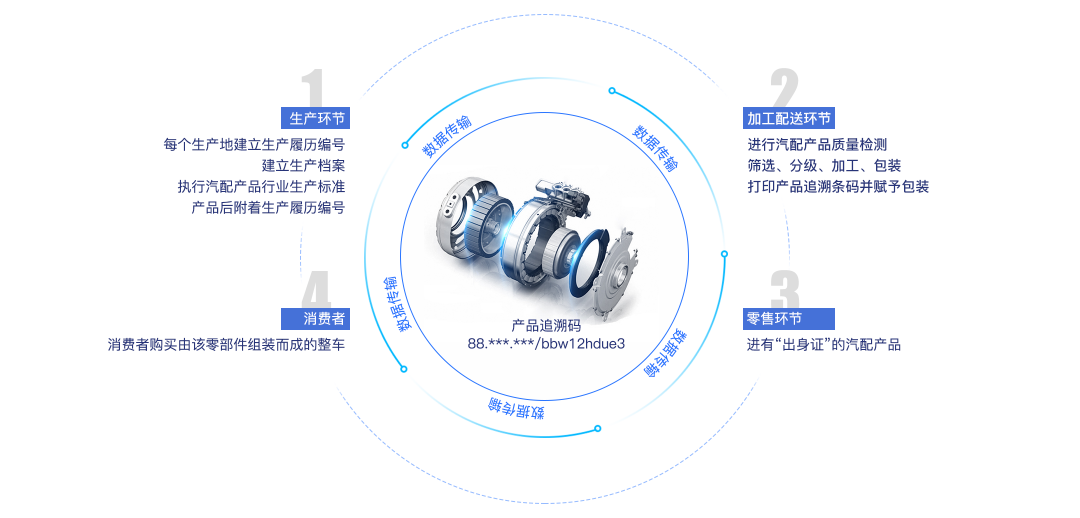 1
生产环节
每个生产地建立生产履历编号
建立生产档案
执行汽配产品行业生产标准
产品后附着生产履历编号
2
加工配送环节
进行汽配产品质量检测
筛选、分级、加工、包装
打印产品追溯条码并赋予包装
数据传输
数据传输
数据传输
数据传输
数据传输
产品追溯码
88.***.***/bbw12hdue3
4
消费者
消费者购买由该零部件组装而成的整车
3
零售环节
进有“出身证”的汽配产品